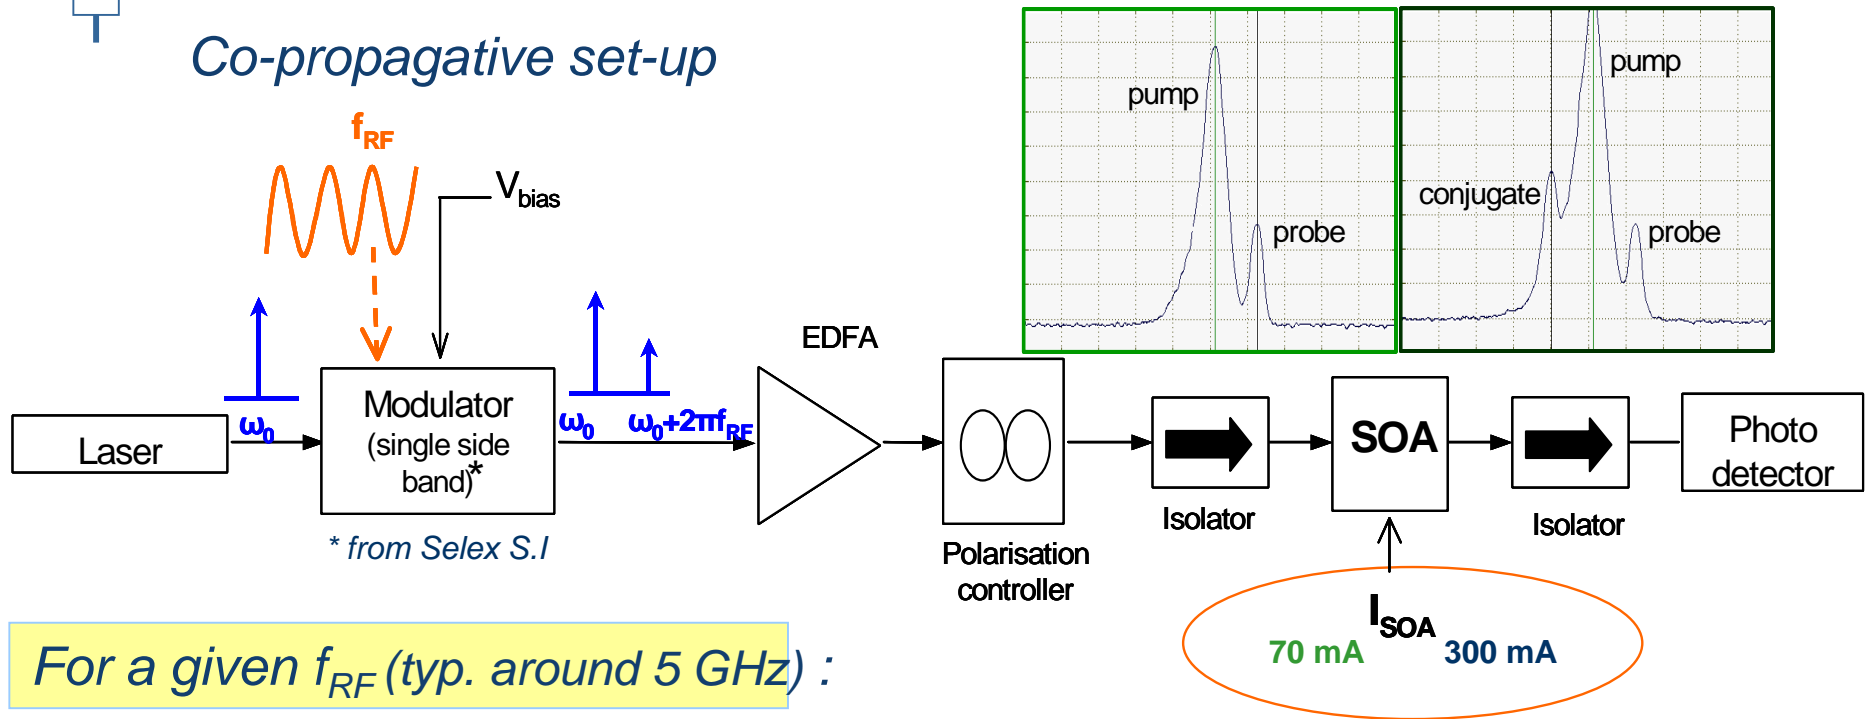 Co-propagative set-up
pump
probe
pump
conjugate
probe
fRF
Vbias
EDFA
ω0
ω0
ω0+2πfRF
Laser
Modulator
(single side
band)*
* from Selex S.I
Polarisation
controller
Isolator
SOA
Isolator
Photo
detector
ISOA
70 mA
300 mA
For a given fRF (typ. around 5 GHz) :